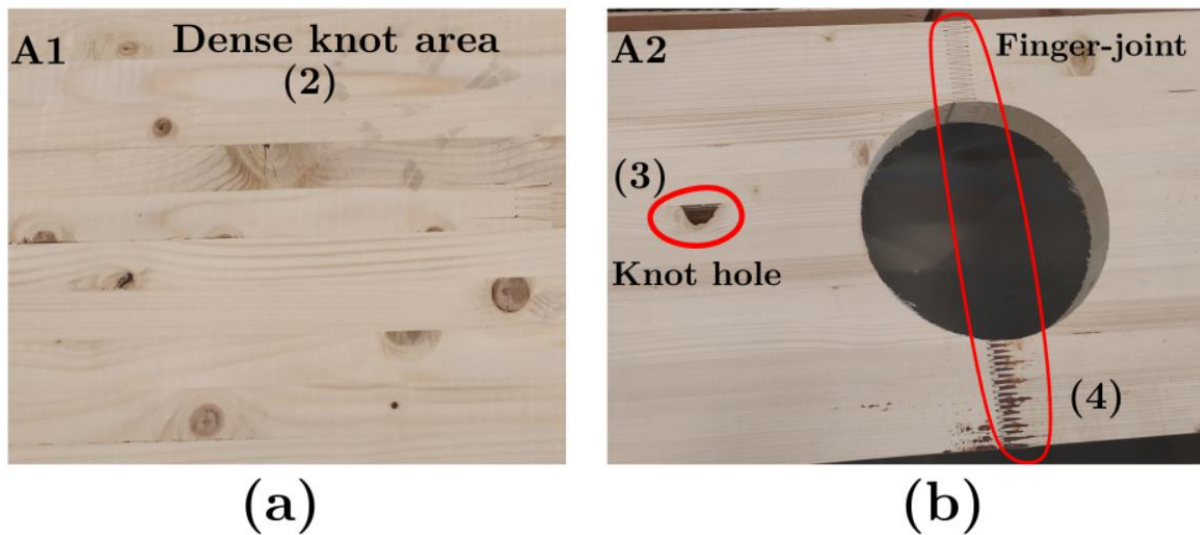 A1
Dense knot area
(2)
A2
Finger-joint
(3)
Knot hole
(4)
(a)
(b)